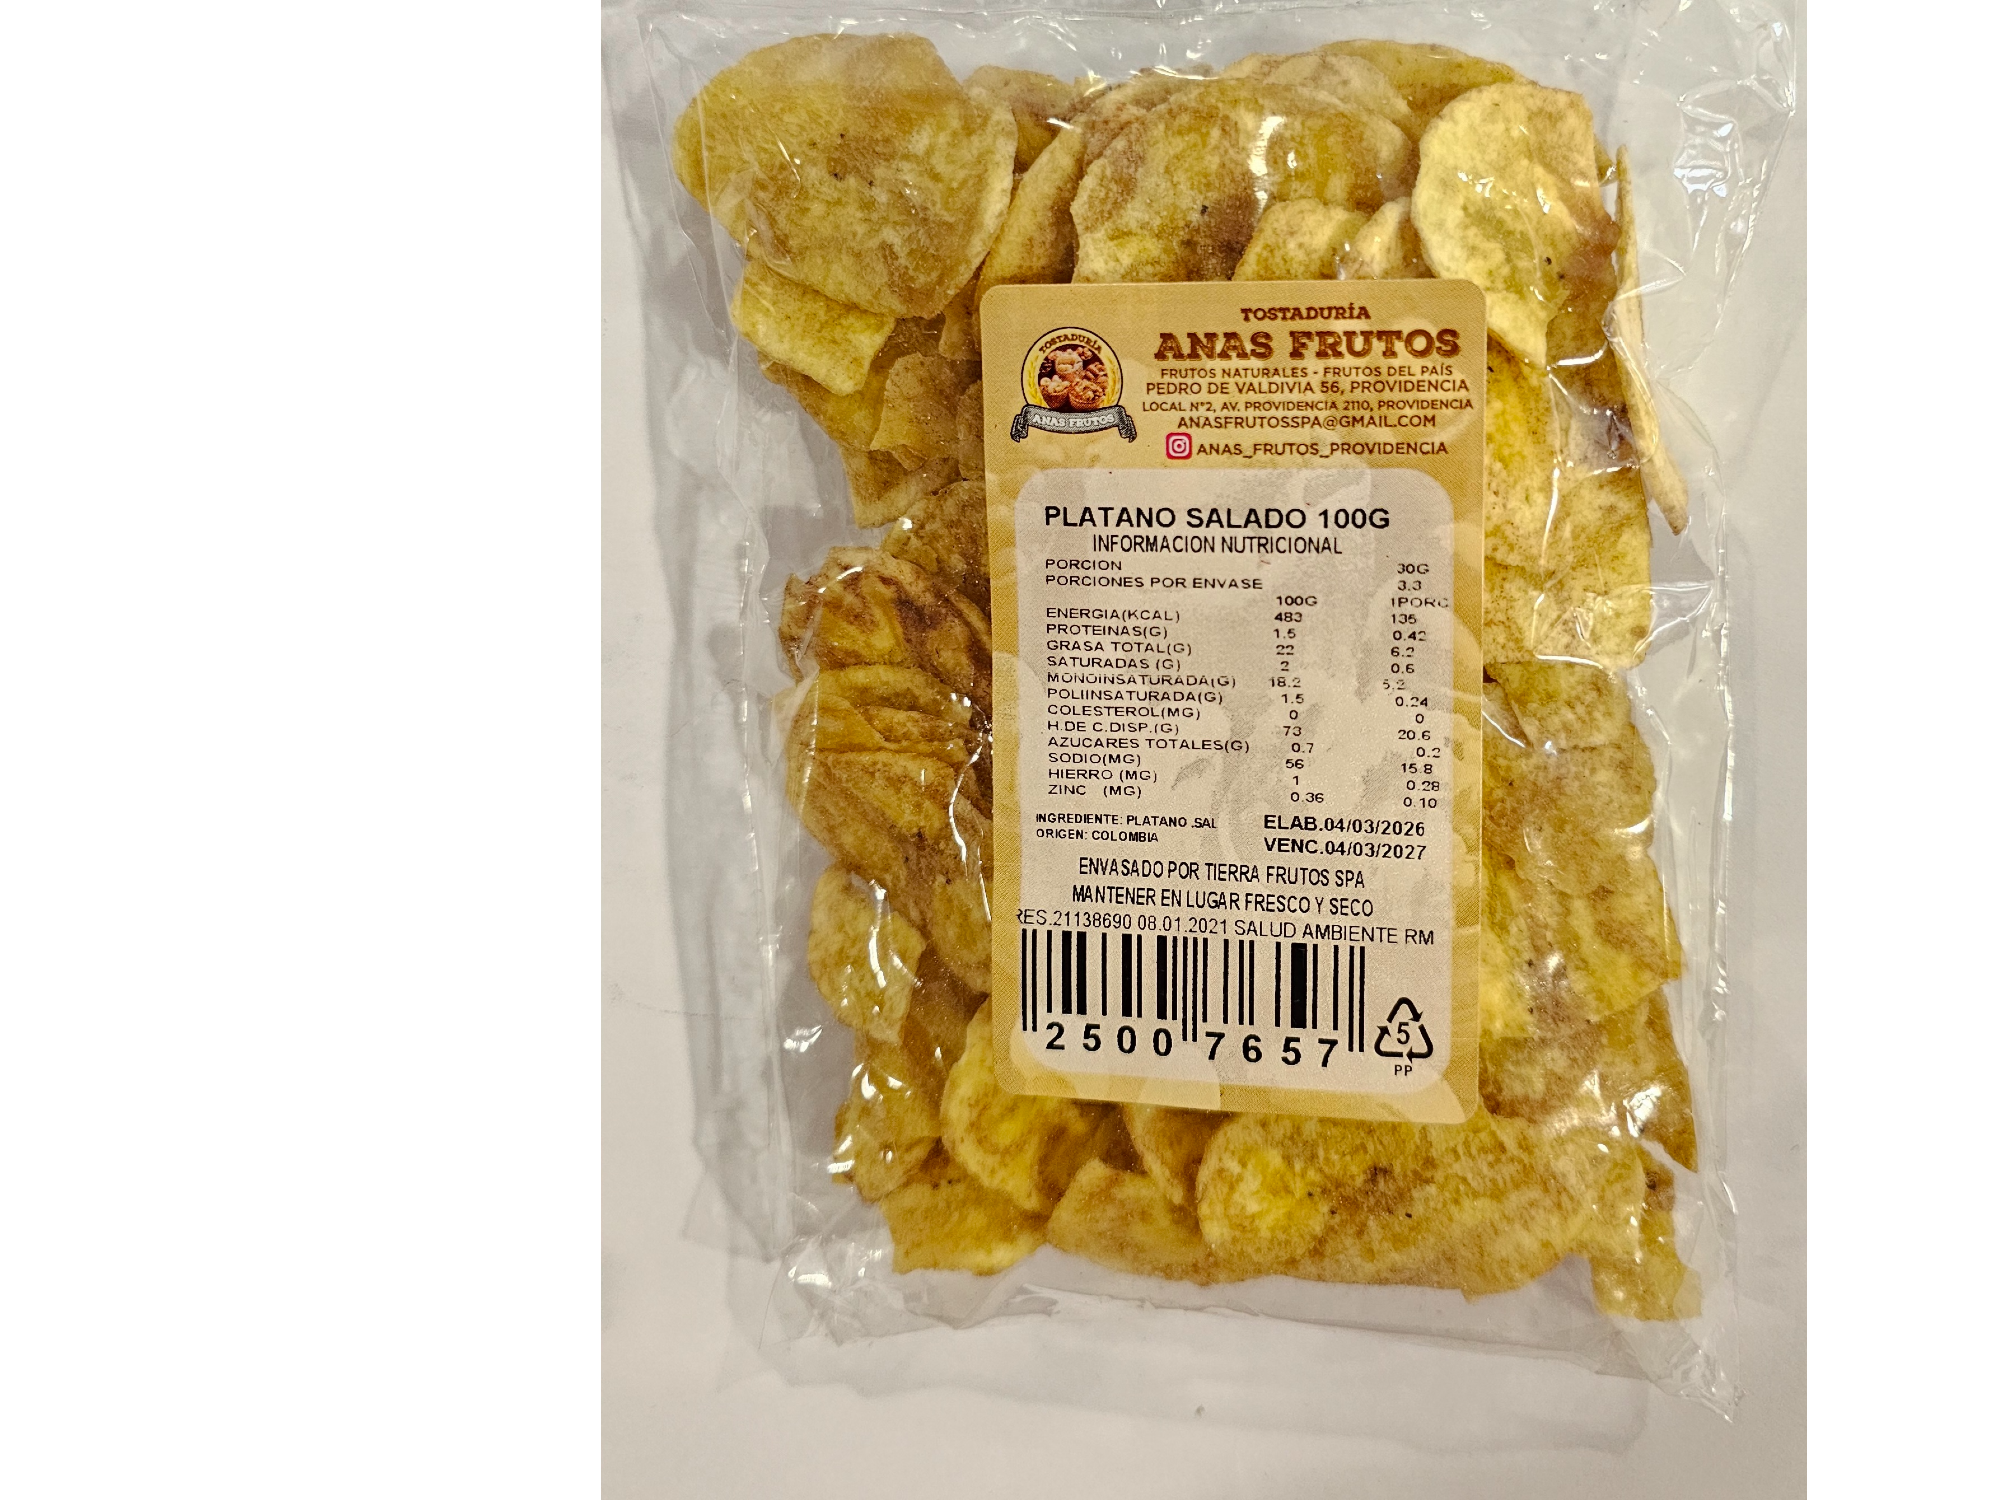 TOSTADURÍA
ANAS FRUTOS
FRUTOS NATURALES - FRUTOS DEL PAÍS
PEDRO DE VALDIVIA 56, PROVIDENCIA
LOCAL N°2, AV. PROVIDENCIA 2110, PROVIDENCIA
ANASFRUTOSSPA@GMAIL.COM
ANAS_FRUTOS_PROVIDENCIA
TOSTADURÍA
ANAS FRUTOS
PLATANO SALADO 100G
INFORMACION NUTRICIONAL
PORCION 30G
PORCIONES POR ENVASE 3.3
100G 1PORC
ENERGIA(KCAL) 483 135
PROTEINAS(G) 1.5 0.42
GRASA TOTAL(G) 22 6.2
SATURADAS (G) 2 0.6
MONOINSATURADA(G) 18.2 5.2
POLIINSATURADA(G) 1.5 0.24
COLESTEROL(MG) 0 0
H.DE C.DISP.(G) 73 20.6
AZUCARES TOTALES(G) 0.7 0.2
SODIO(MG) 56 15.8
HIERRO (MG) 1 0.28
ZINC (MG) 0.36 0.10
INGREDIENTE: PLATANO .SAL
ORIGEN: COLOMBIA
ELAB.04/03/2026
VENC.04/03/2027
ENVASADO POR TIERRA FRUTOS SPA
MANTENER EN LUGAR FRESCO Y SECO
RES.21138690 08.01.2021 SALUD AMBIENTE RM
2500 7657
5
PP